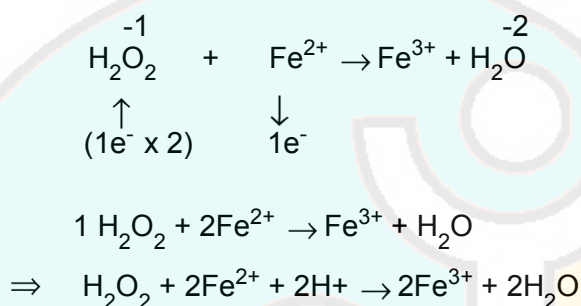 -1 -2
H₂O₂ + Fe²⁺ → Fe³⁺ + H₂O
↑ ↓
(1e⁻ x 2) 1e⁻
1 H₂O₂ + 2Fe²⁺ → Fe³⁺ + H₂O
⇒ H₂O₂ + 2Fe²⁺ + 2H+ → 2Fe³⁺ + 2H₂O